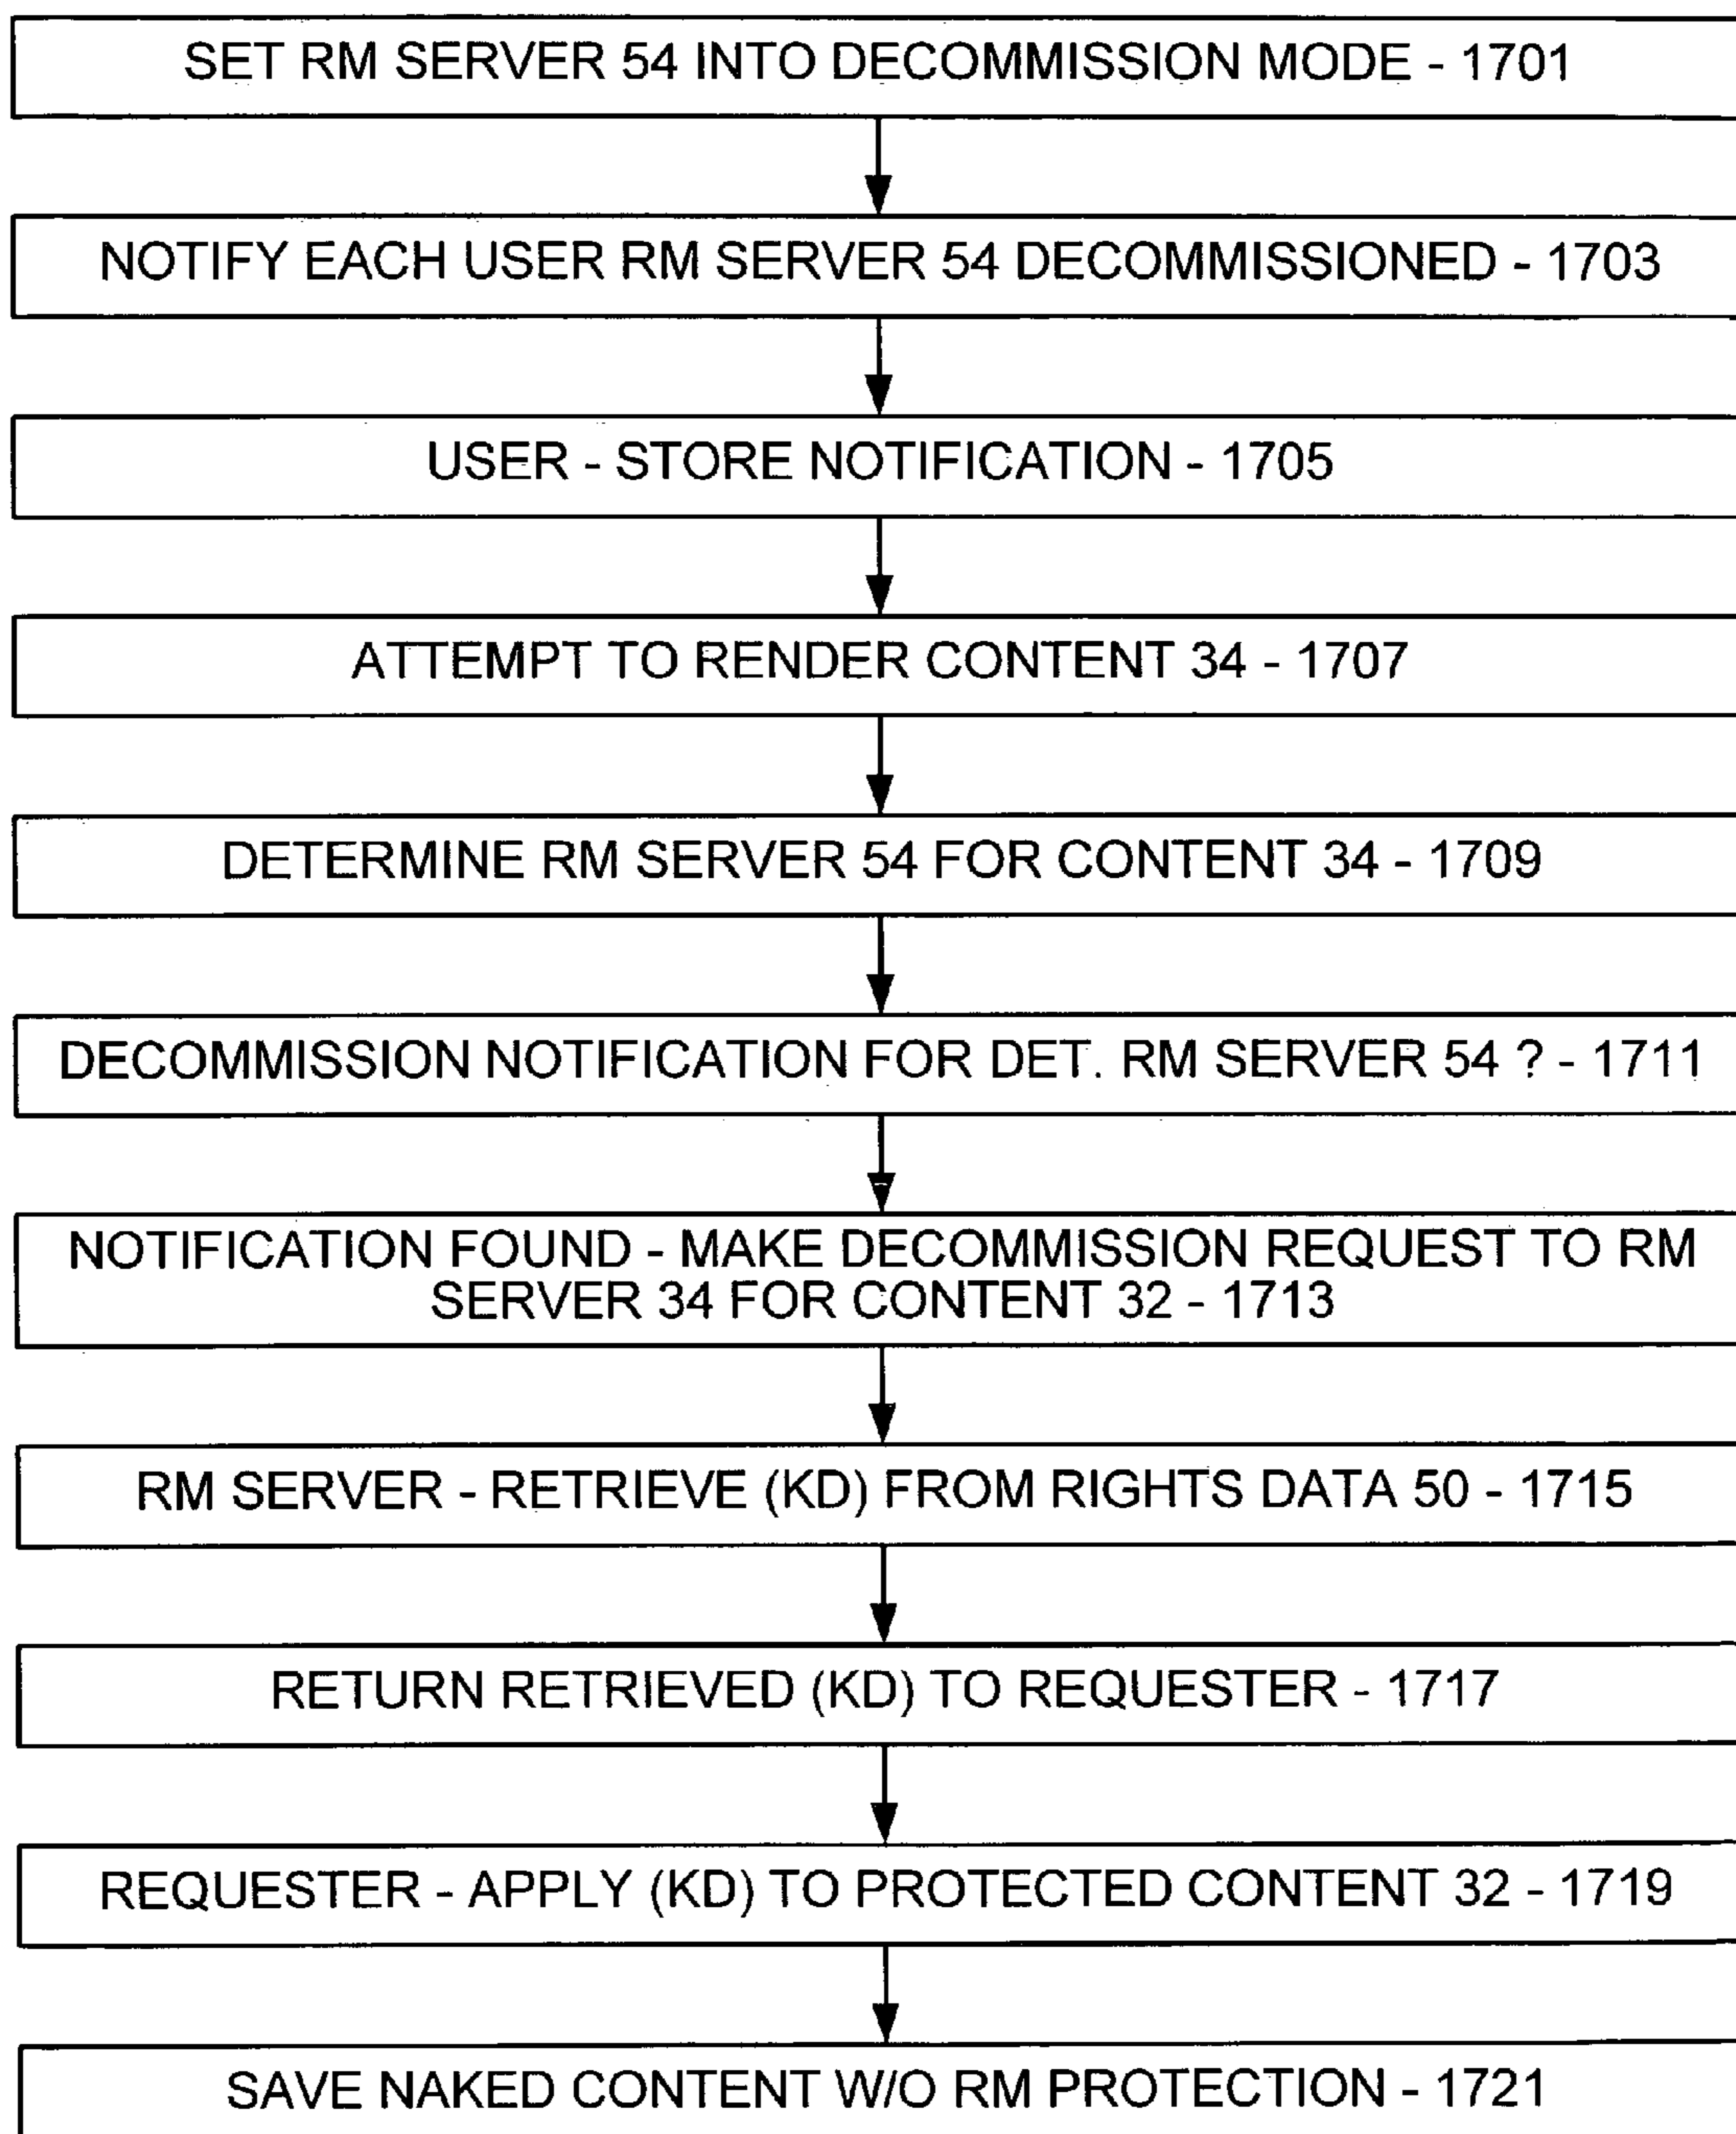 SET RM SERVER 54 INTO DECOMMISSION MODE - 1701
NOTIFY EACH USER RM SERVER 54 DECOMMISSIONED - 1703
USER - STORE NOTIFICATION - 1705
ATTEMPT TO RENDER CONTENT 34 - 1707
DETERMINE RM SERVER 54 FOR CONTENT 34 - 1709
DECOMMISSION NOTIFICATION FOR DET. RM SERVER 54 ? - 1711
NOTIFICATION FOUND - MAKE DECOMMISSION REQUEST TO RM
SERVER 34 FOR CONTENT 32 - 1713
RM SERVER - RETRIEVE (KD) FROM RIGHTS DATA 50 - 1715
RETURN RETRIEVED (KD) TO REQUESTER - 1717
REQUESTER - APPLY (KD) TO PROTECTED CONTENT 32 - 1719
SAVE NAKED CONTENT W/O RM PROTECTION - 1721